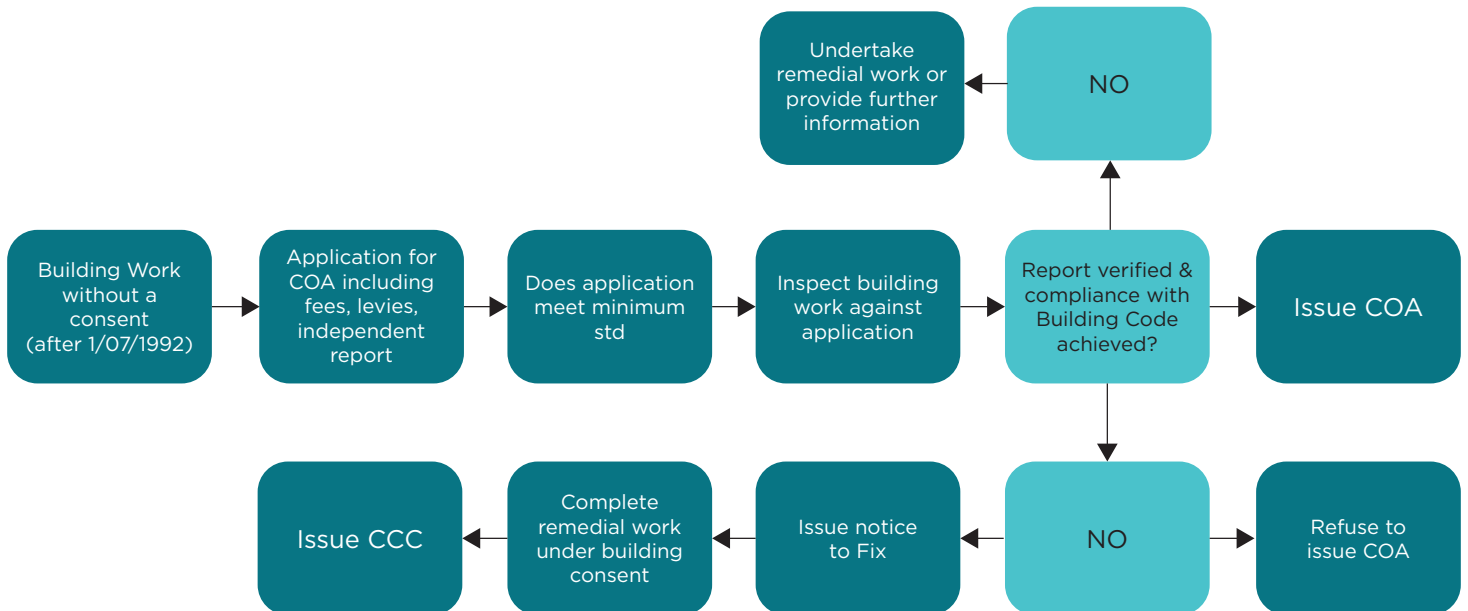 Undertake
remedial work or
provide further
information
NO
Building Work
without a
consent
(after 1/07/1992)
Application for
COA including
fees, levies,
independent
report
Does application
meet minimum
std
Inspect building
work against
application
Report verified &
compliance with
Building Code
achieved?
Issue COA
Issue CCC
Complete
remedial work
under building
consent
Issue notice
to Fix
NO
Refuse to
issue COA